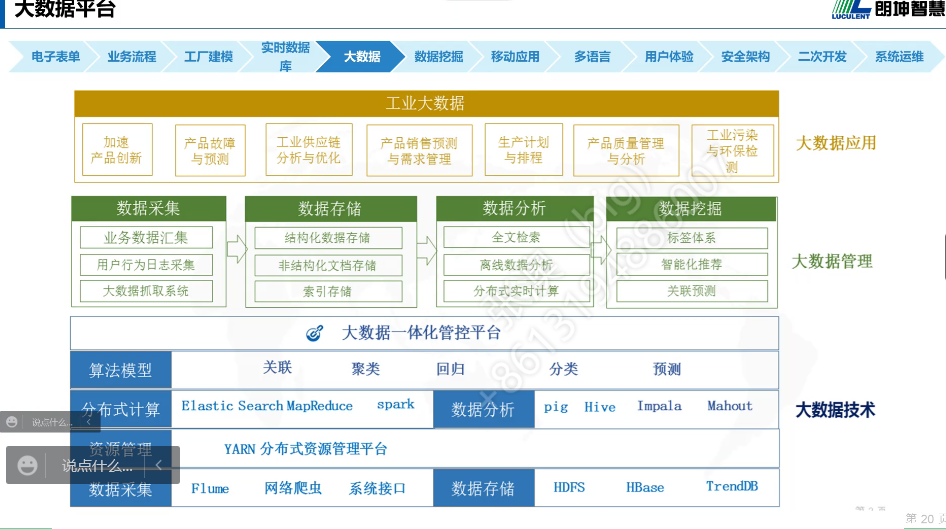 大数据平台
LUCULENT 朗坤智慧
电子表单
业务流程
工厂建模
实时数据
库
大数据
数据挖掘
移动应用
多语言
用户体验
安全架构
二次开发
系统运维
工业大数据
加速
产品创新
产品故障
与预测
工业供应链
分析与优化
产品销售预测
与需求管理
生产计划
与排程
产品质量管理
与分析
工业污染
与环保检
测
大数据应用
数据采集
业务数据汇集
用户行为日志采集
大数据抓取系统
数据存储
结构化数据存储
非结构化文档存储
索引存储
数据分析
全文检索
离线数据分析
分布式实时计算
数据挖掘
标签体系
智能化推荐
关联预测
大数据管理
大数据一体化管控平台
算法模型
关联
聚类
回归
分类
预测
分布式计算
Elastic Search MapReduce
spark
数据分析
pig
Hive
Impala
Mahout
大数据技术
资源管理
YARN 分布式资源管理平台
数据采集
Flume
网络爬虫
系统接口
数据存储
HDFS
HBase
TrendDB
说点什么...
说点什么...
第 20